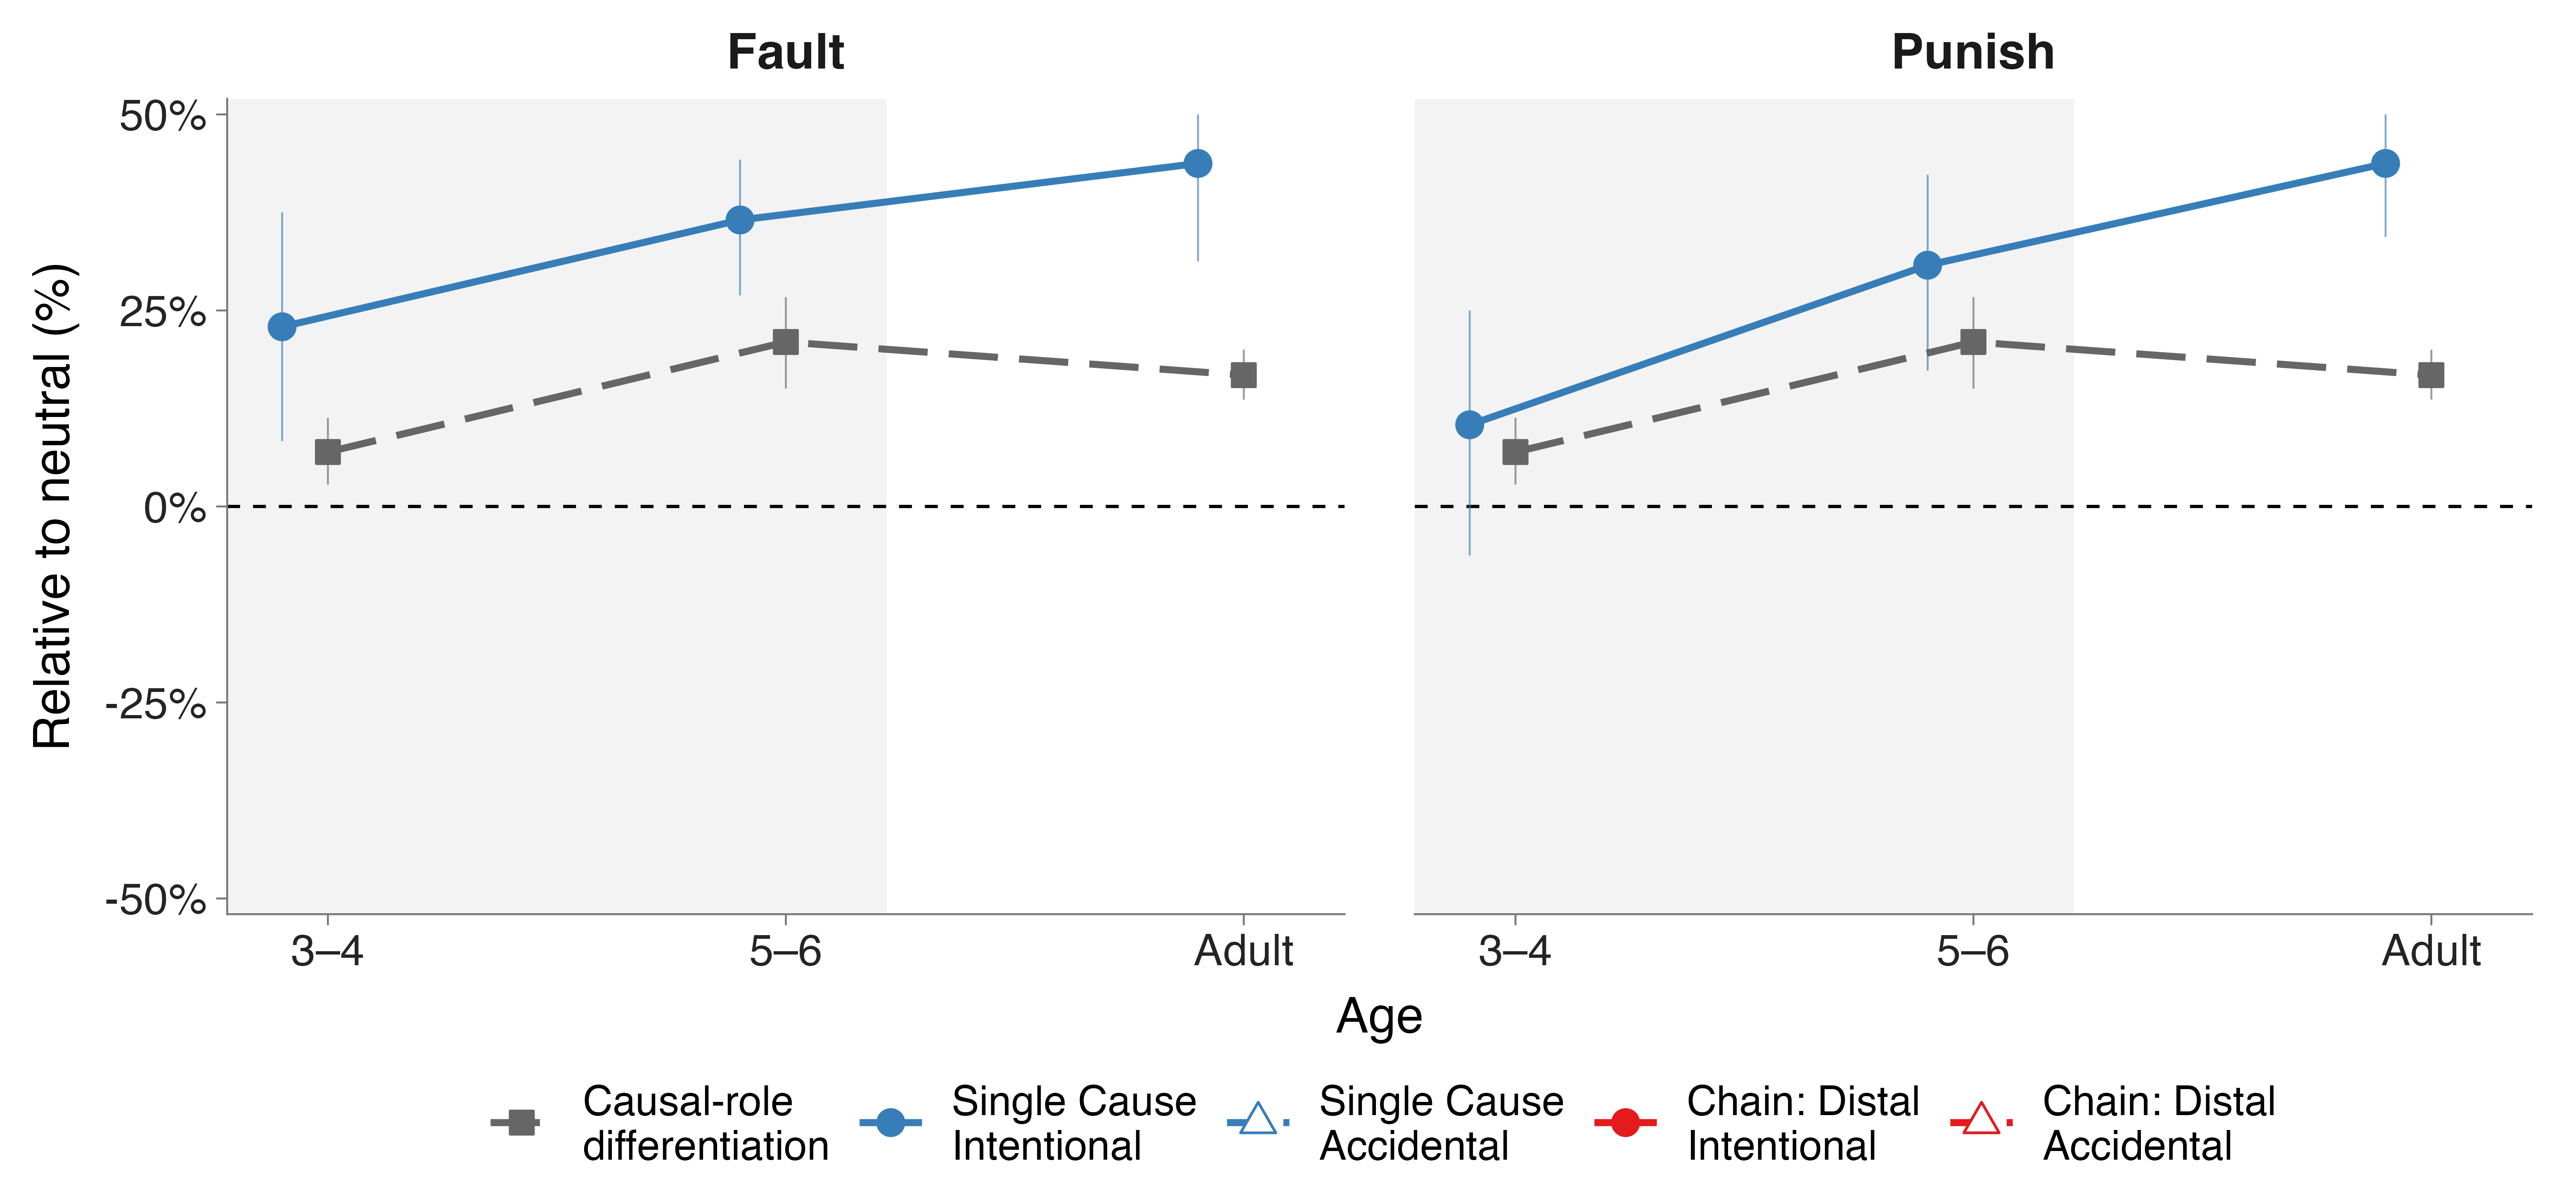 Fault
Punish
Relative to neutral (%)
50%
25%
0%
-25%
-50%
3–4
5–6
Adult
3–4
5–6
Adult
Age
Causal-role
differentiation
Single Cause
Intentional
Single Cause
Accidental
Chain: Distal
Intentional
Chain: Distal
Accidental